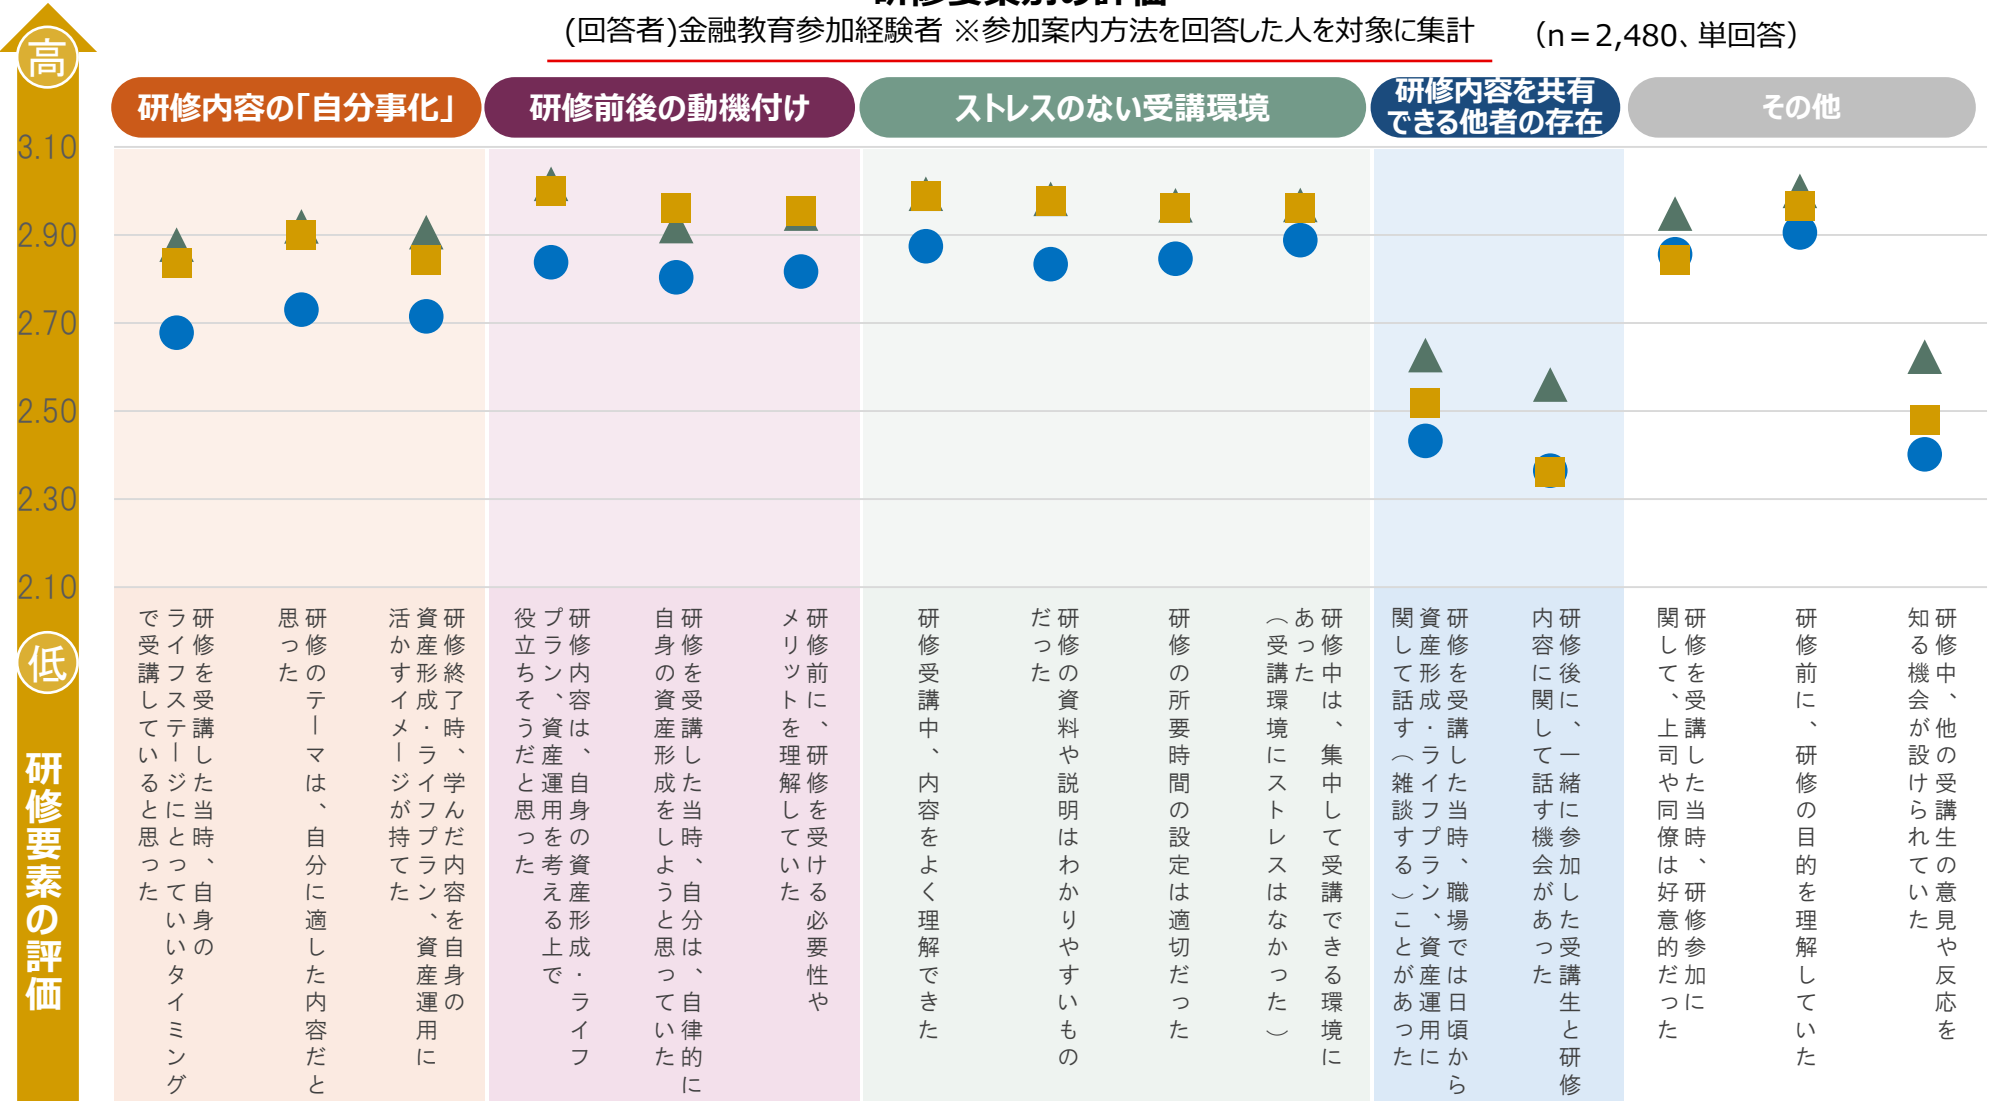 研修要素別の評価
(回答者)金融教育参加経験者 ※参加案内方法を回答した人を対象に集計
(n＝2,480、単回答)
高
研修内容の「自分事化」
研修前後の動機付け
ストレスのない受講環境
研修内容を共有
できる他者の存在
その他
3.10
2.90
2.70
2.50
2.30
2.10
低
研修要素の評価
研修を受講した当時、自身の
ライフステージにとっていいタイミング
で受講していると思った
研修のテーマは、自分に適した内容だと
思った
研修終了時、学んだ内容を自身の
資産形成・ライフプラン、資産運用に
活かすイメージが持てた
研修内容は、自身の資産形成・ライフ
プラン、資産運用を考える上で
役立ちそうだと思った
研修を受講した当時、自分は、自律的に
自身の資産形成をしようと思っていた
研修前に、研修を受ける必要性や
メリットを理解していた
研修受講中、内容をよく理解できた
研修の資料や説明はわかりやすいもの
だった
研修の所要時間の設定は適切だった
研修中は、集中して受講できる環境に
あった
（受講環境にストレスはなかった）
研修を受講した当時、職場では日頃から
資産形成・ライフプラン、資産運用に
関して話す（雑談する）ことがあった
研修後に、一緒に参加した受講生と研修
内容に関して話す機会があった
研修を受講した当時、研修参加に
関して、上司や同僚は好意的だった
研修前に、研修の目的を理解していた
研修中、他の受講生の意見や反応を
知る機会が設けられていた